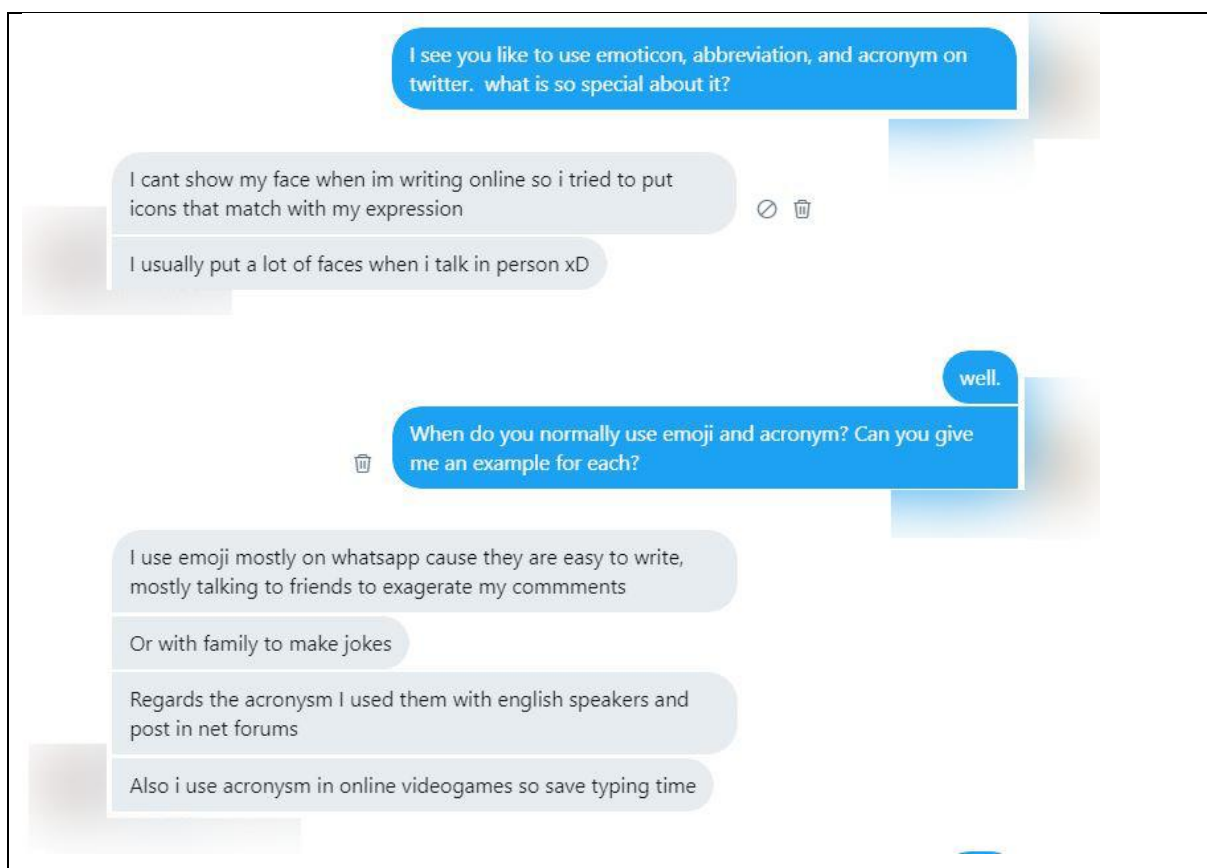 I see you like to use emoticon, abbreviation, and acronym on
twitter.  what is so special about it?
I cant show my face when im writing online so i tried to put
icons that match with my expression
I usually put a lot of faces when i talk in person xD
well.
When do you normally use emoji and acronym? Can you give
me an example for each?
I use emoji mostly on whatsapp cause they are easy to write,
mostly talking to friends to exagerate my commments
Or with family to make jokes
Regards the acronysm I used them with english speakers and
post in net forums
Also i use acronysm in online videogames so save typing time